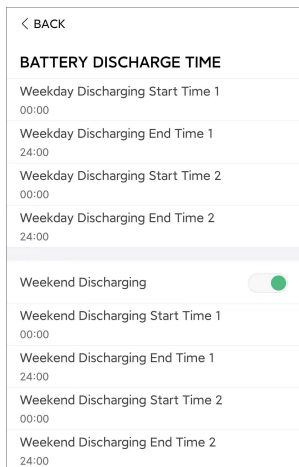 < BACK
BATTERY DISCHARGE TIME
Weekday Discharging Start Time 1
00:00
Weekday Discharging End Time 1
24:00
Weekday Discharging Start Time 2
00:00
Weekday Discharging End Time 2
24:00
Weekend Discharging
Weekend Discharging Start Time 1
00:00
Weekend Discharging End Time 1
24:00
Weekend Discharging Start Time 2
00:00
Weekend Discharging End Time 2
24:00